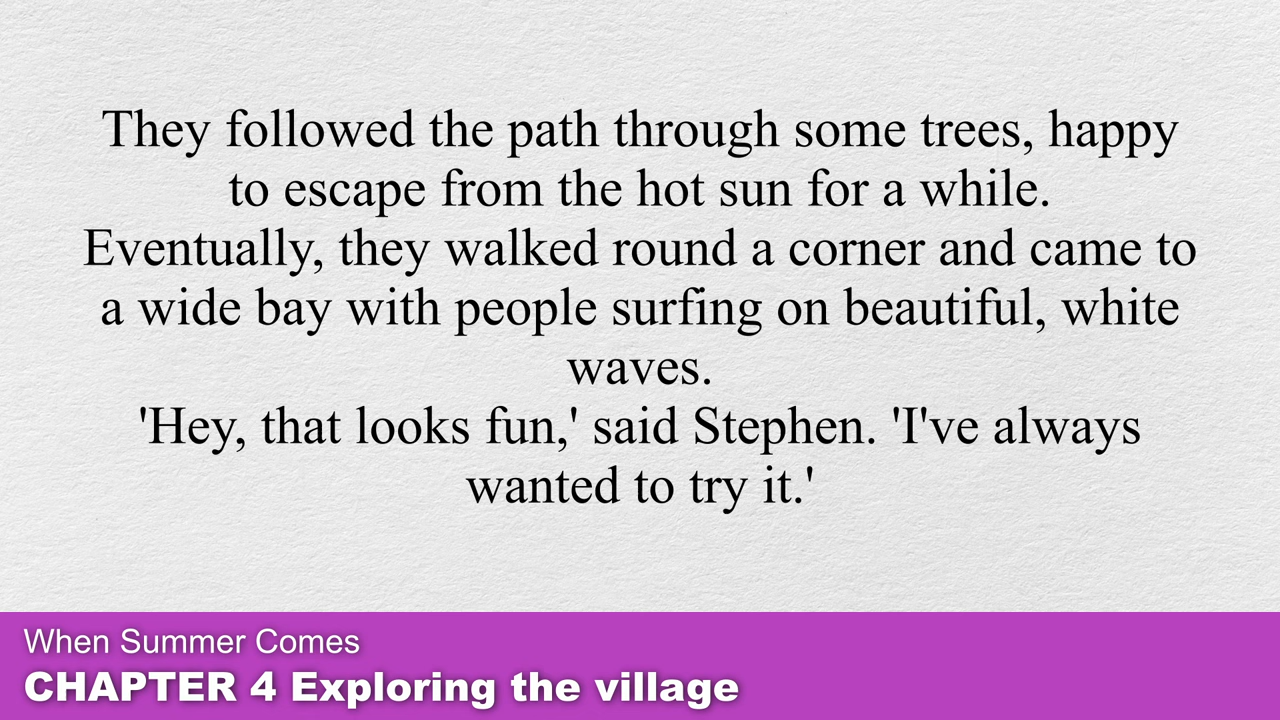 They followed the path through some trees, happy
to escape from the hot sun for a while.
Eventually, they walked round a corner and came to
a wide bay with people surfing on beautiful, white
waves.
'Hey, that looks fun,' said Stephen. 'I've always
wanted to try it.'
When Summer Comes
CHAPTER 4 Exploring the village